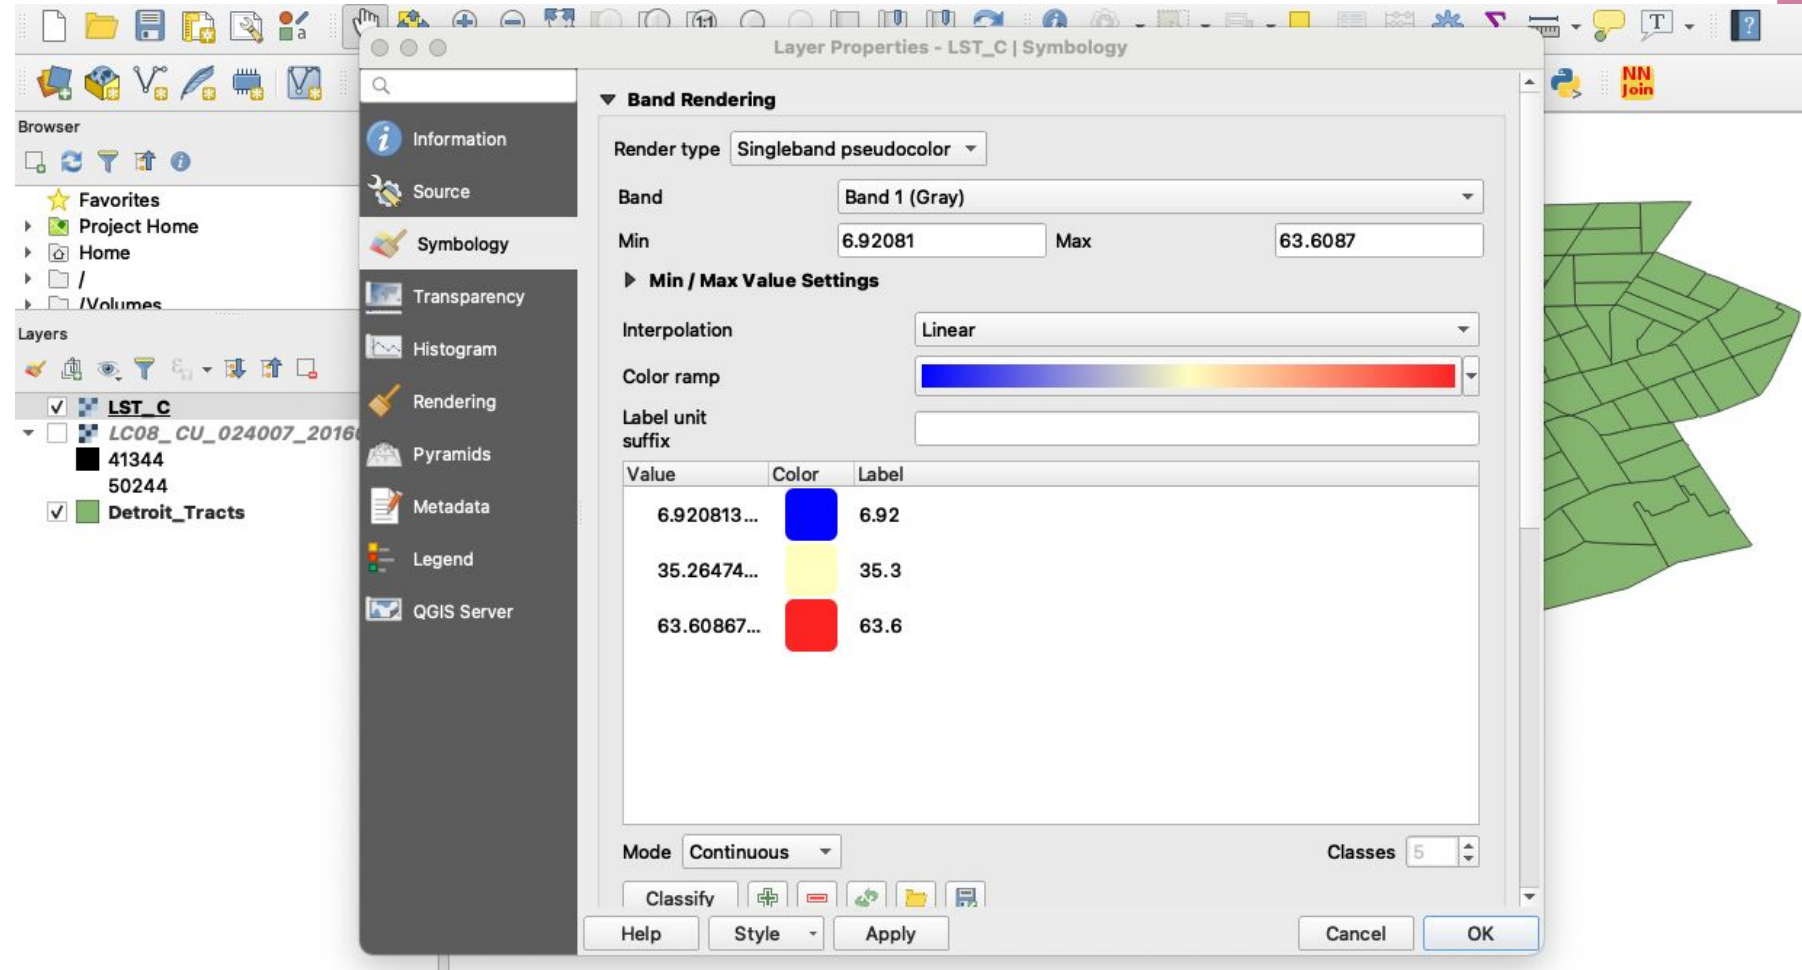 a
1:1
T
?
Layer Properties - LST_C | Symbology
NN
Join
Browser
Favorites
Project Home
Home
/
/Volumes
Layers
LST_C
LC08_CU_024007_2016
41344
50244
Detroit_Tracts
Information
Source
Symbology
Transparency
Histogram
Rendering
Pyramids
Metadata
Legend
QGIS Server
Band Rendering
Render type Singleband pseudocolor
Band Band 1 (Gray)
Min 6.92081 Max 63.6087
Min / Max Value Settings
Interpolation Linear
Color ramp
Label unit
suffix
Value Color Label
6.920813... 6.92
35.26474... 35.3
63.60867... 63.6
Mode Continuous Classes 5
Classify
Help Style Apply Cancel OK